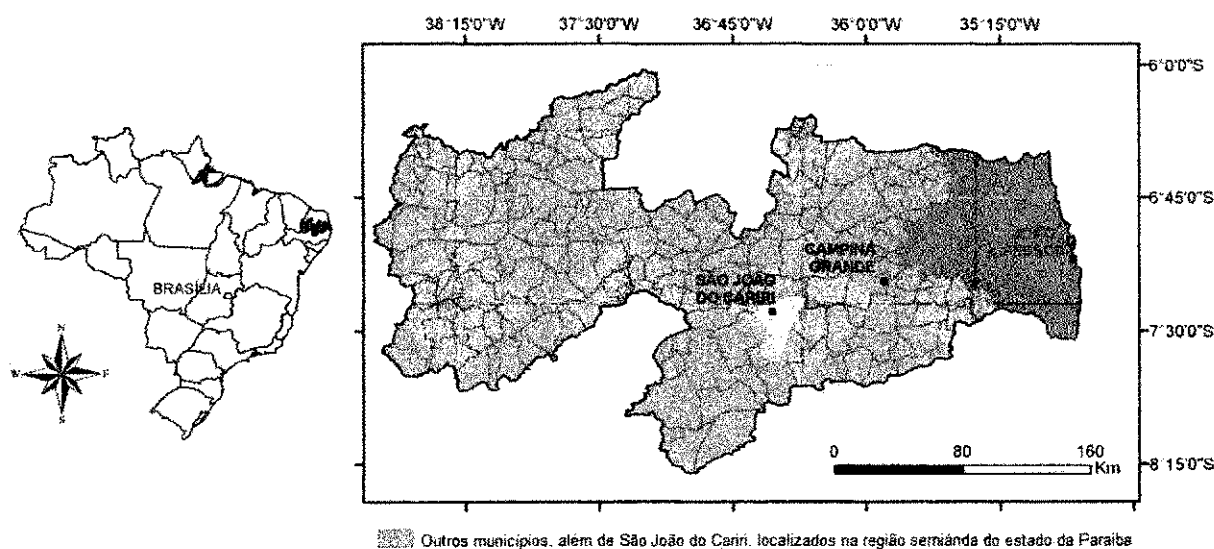 38°15'0"W 37°30'0"W 36°45'0"W 36°0'0"W 35°15'0"W
6°0'0"S
6°45'0"S
CAMPINA
GRANDE
SÃO JOÃO
DO CARIRI
BRASÍLIA
7°30'0"S
N
W E
S
0 80 160
Km
8°15'0"S
Outros municípios, além de São João do Cariri, localizados na região semiárida do estado da Paraíba